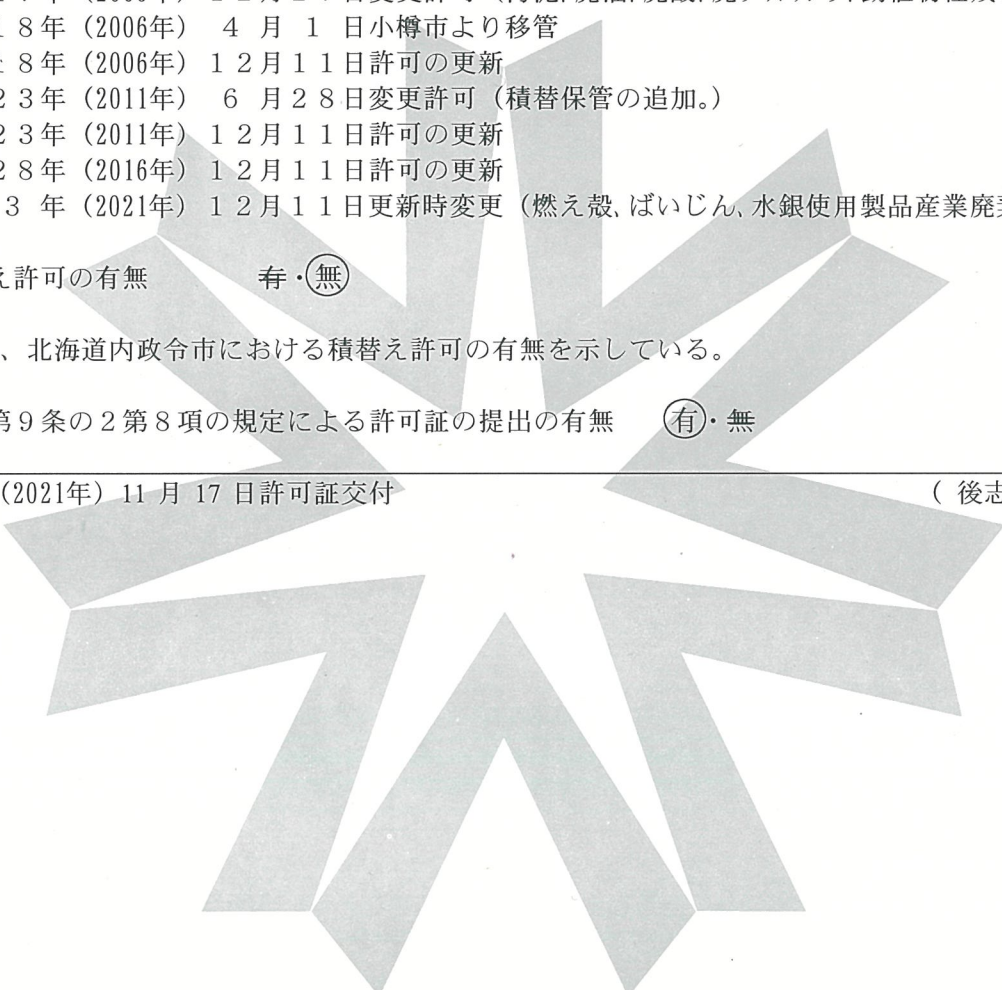 ８年（2006年） ４月１日小樽市より移管
８年（2006年）１２月１１日許可の更新
２３年（2011年） ６月２８日変更許可（積替保管の追加。）
２３年（2011年）１２月１１日許可の更新
２８年（2016年）１２月１１日許可の更新
３年（2021年）１２月１１日更新時変更（燃え殻、ばいじん、水銀使用製品産業廃
え許可の有無 有・無
、北海道内政令市における積替え許可の有無を示している。
第９条の２第８項の規定による許可証の提出の有無 有・無
（2021年）11月17日許可証交付 （後志